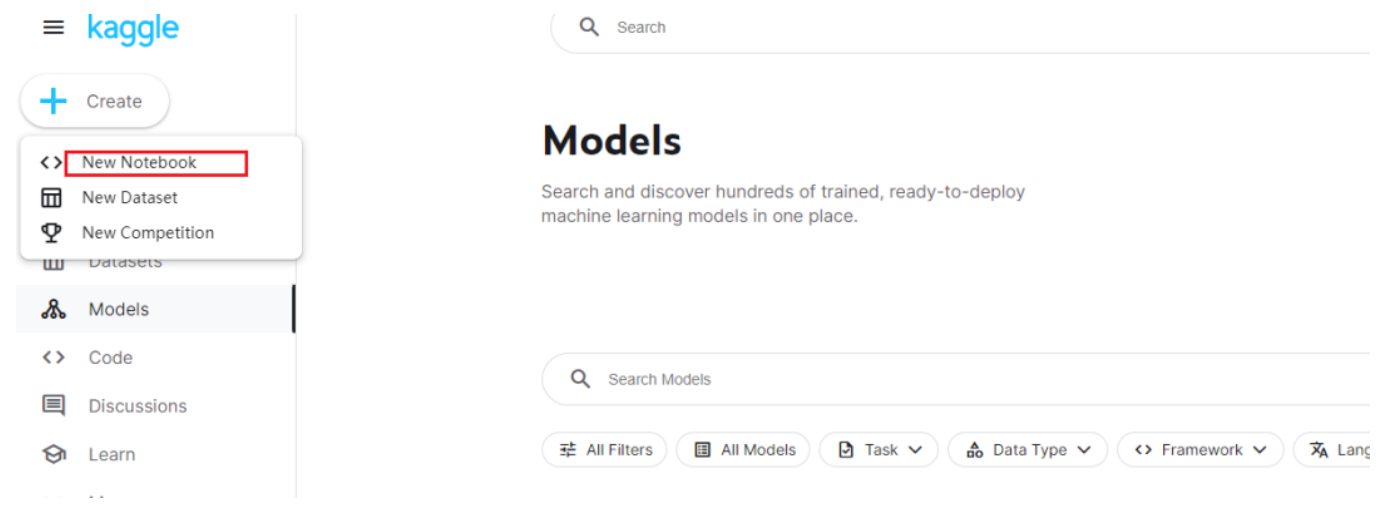 kaggle
Search
Create
New Notebook
New Dataset
New Competition
Datasets
Models
Code
Discussions
Learn
Models
Search and discover hundreds of trained, ready-to-deploy
machine learning models in one place.
Search Models
All Filters
All Models
Task
Data Type
Framework
Lang